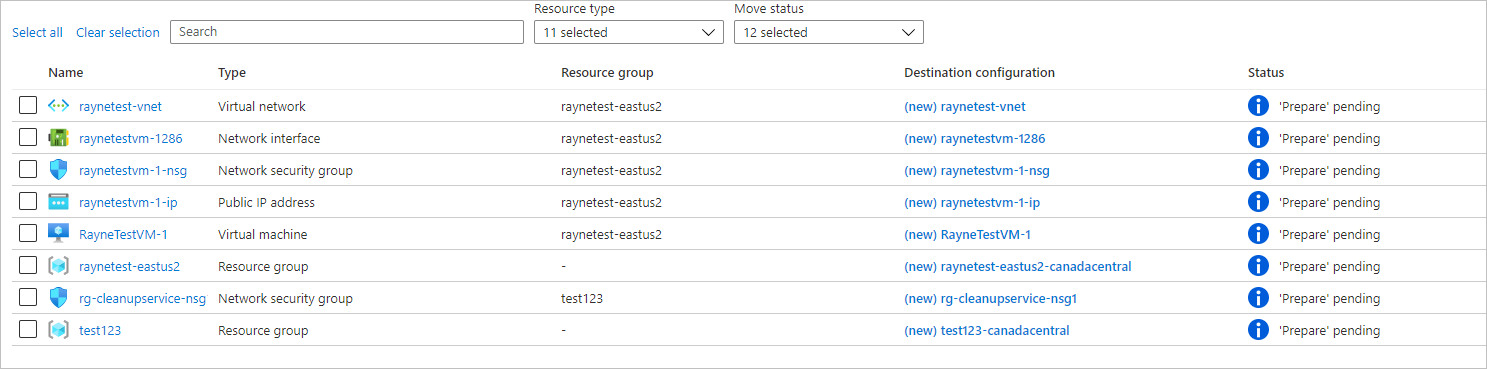 Resource type Move status
Select all Clear selection Search 11 selected 12 selected
Name Type Resource group Destination configuration Status
raynetest-vnet Virtual network raynetest-eastus2 (new) raynetest-vnet 'Prepare' pending
raynetestvm-1286 Network interface raynetest-eastus2 (new) raynetestvm-1286 'Prepare' pending
raynetestvm-1-nsg Network security group raynetest-eastus2 (new) raynetestvm-1-nsg 'Prepare' pending
raynetestvm-1-ip Public IP address raynetest-eastus2 (new) raynetestvm-1-ip 'Prepare' pending
RayneTestVM-1 Virtual machine raynetest-eastus2 (new) RayneTestVM-1 'Prepare' pending
raynetest-eastus2 Resource group - (new) raynetest-eastus2-canadacentral 'Prepare' pending
rg-cleanupservice-nsg Network security group test123 (new) rg-cleanupservice-nsg1 'Prepare' pending
test123 Resource group - (new) test123-canadacentral 'Prepare' pending